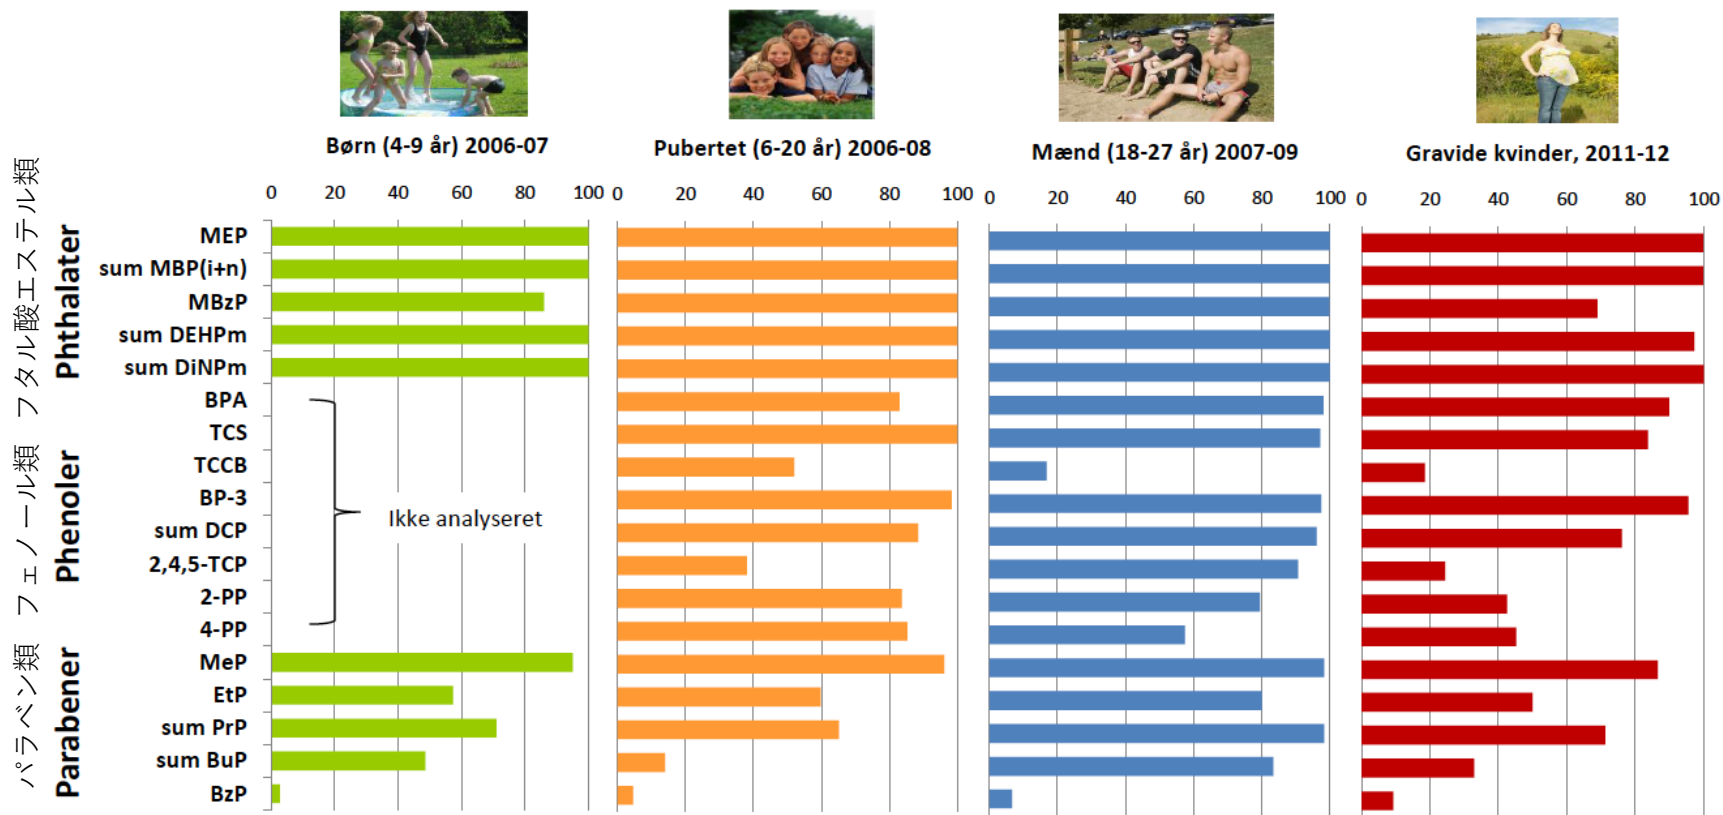 Børn (4-9 år) 2006-07
Pubertet (6-20 år) 2006-08
Mænd (18-27 år) 2007-09
Gravide kvinder, 2011-12
0 20 40 60 80 100
0 20 40 60 80 100
0 20 40 60 80 100
0 20 40 60 80 100
フタル酸エステル類
Phthalater
MEP
sum MBP(i+n)
MBzP
sum DEHPm
sum DiNPm
フェノール類
Phenoler
BPA
TCS
TCCB
BP-3
sum DCP
2,4,5-TCP
2-PP
4-PP
Ikke analyseret
パラベン類
Parabener
MeP
EtP
sum PrP
sum BuP
BzP